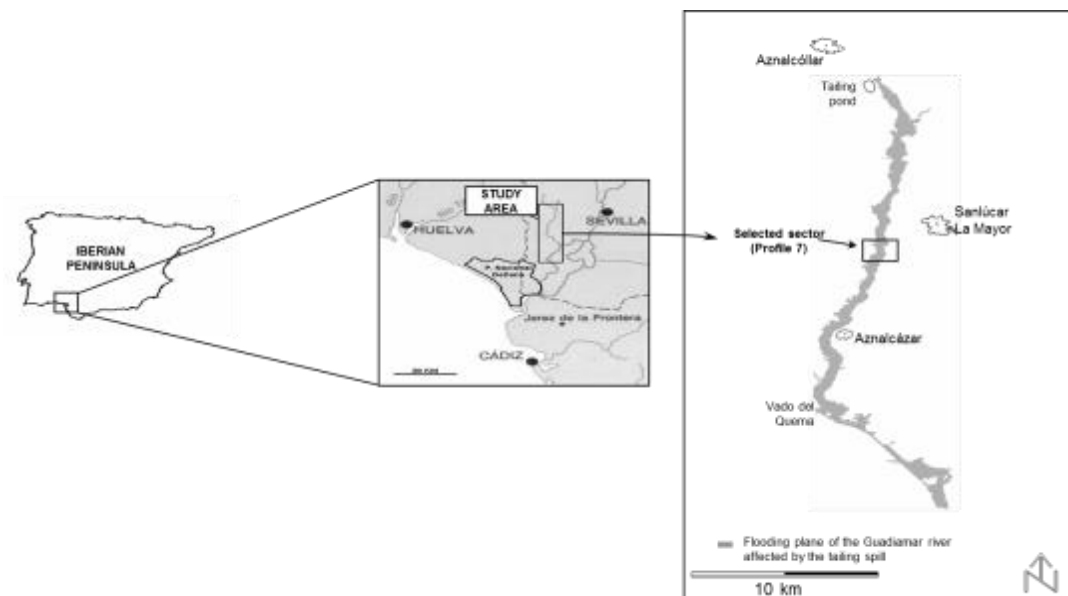 IBERIAN
PENINSULA
STUDY
AREA
HUELVA
SEVILLA
P. Nacional
Doñana
Jerez de la Frontera
CÁDIZ
Aznalcóllar
Tailing
pond
Sanlúcar
La Mayor
Selected sector
(Profile 7)
Aznalcázar
Vado del
Quema
Flooding plane of the Guadiamar river
affected by the tailing spill
10 km
N